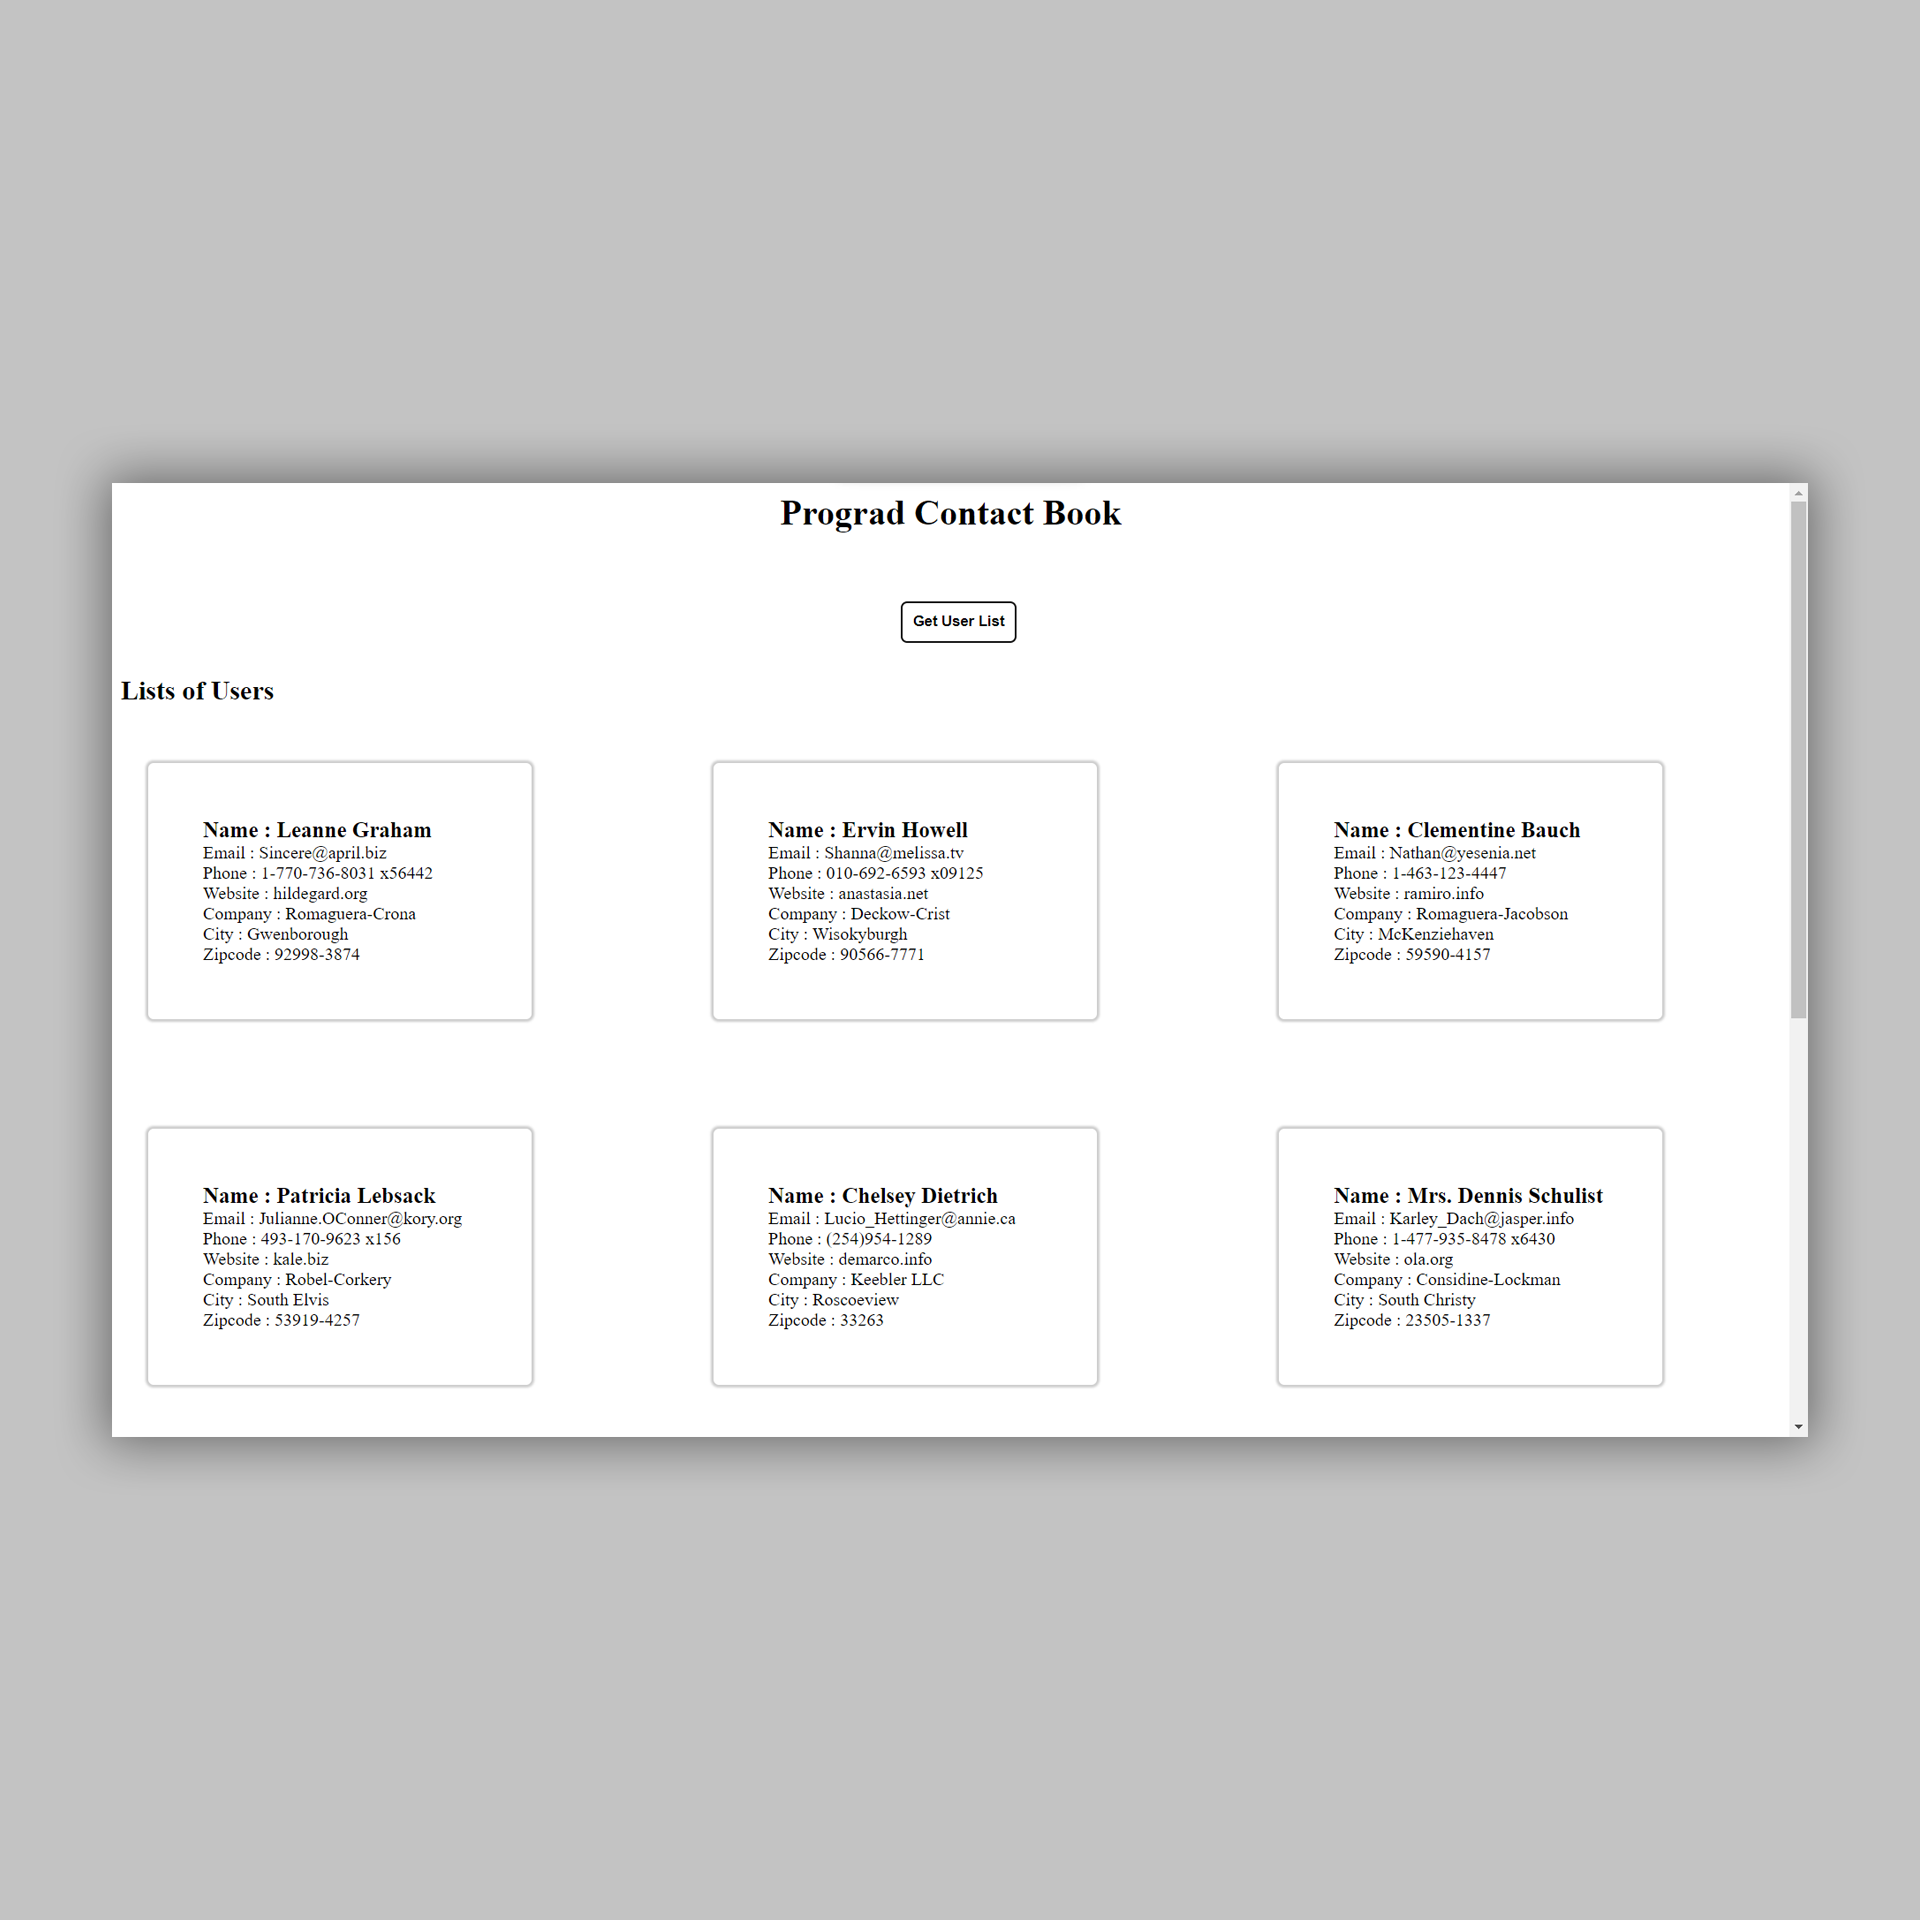 Prograd Contact Book
Get User List
Lists of Users
Name : Leanne Graham
Email : Sincere@april.biz
Phone : 1-770-736-8031 x56442
Website : hildegard.org
Company : Romaguera-Crona
City : Gwenborough
Zipcode : 92998-3874
Name : Ervin Howell
Email : Shanna@melissa.tv
Phone : 010-692-6593 x09125
Website : anastasia.net
Company : Deckow-Crist
City : Wisokyburgh
Zipcode : 90566-7771
Name : Clementine Bauch
Email : Nathan@yesenia.net
Phone : 1-463-123-4447
Website : ramiro.info
Company : Romaguera-Jacobson
City : McKenziehaven
Zipcode : 59590-4157
Name : Patricia Lebsack
Email : Julianne.OConner@kory.org
Phone : 493-170-9623 x156
Website : kale.biz
Company : Robel-Corkery
City : South Elvis
Zipcode : 53919-4257
Name : Chelsey Dietrich
Email : Lucio_Hettinger@annie.ca
Phone : (254)954-1289
Website : demarco.info
Company : Keebler LLC
City : Roscoeview
Zipcode : 33263
Name : Mrs. Dennis Schulist
Email : Karley_Dach@jasper.info
Phone : 1-477-935-8478 x6430
Website : ola.org
Company : Considine-Lockman
City : South Christy
Zipcode : 23505-1337